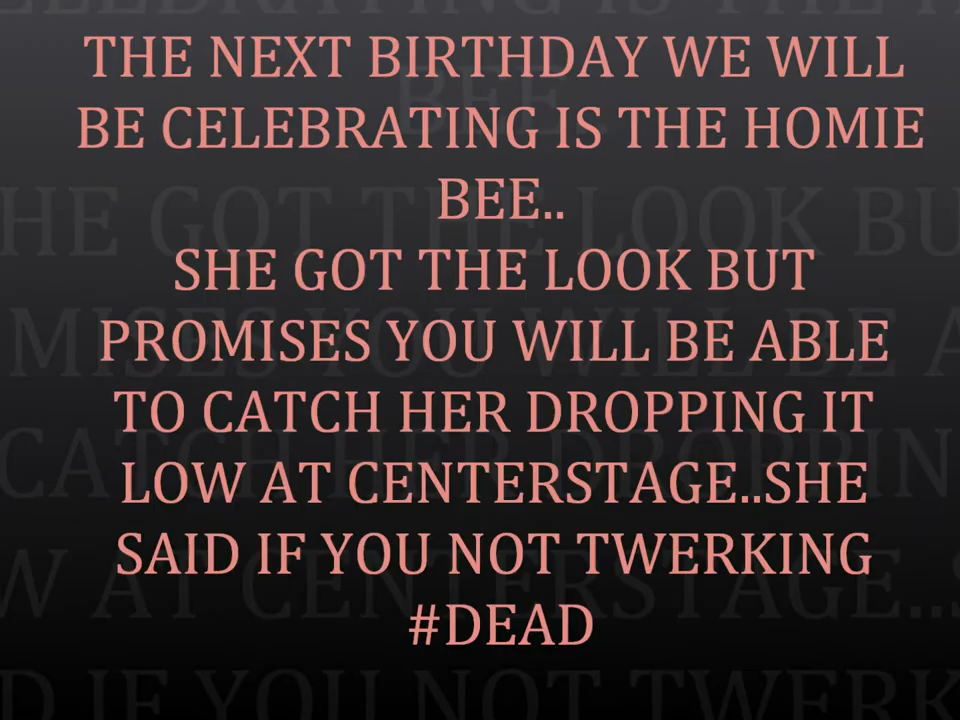 THE NEXT BIRTHDAY WE WILL
BE CELEBRATING IS THE HOMIE
BEE..
SHE GOT THE LOOK BUT
PROMISES YOU WILL BE ABLE
TO CATCH HER DROPPING IT
LOW AT CENTERSTAGE..SHE
SAID IF YOU NOT TWERKING
#DEAD